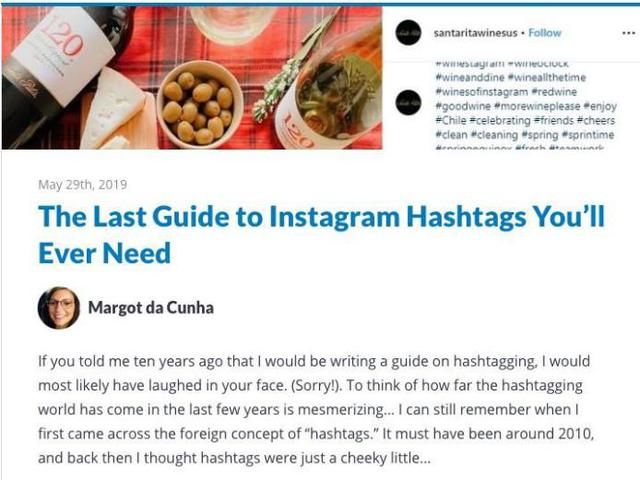 120
santaritawinesus • Follow
#winestagram #wineoclock
#wineanddine #wineallthetime
#winesofinstagram #redwine
#goodwine #morewineplease #enjoy
#Chile #celebrating #friends #cheers
#clean #cleaning #spring #sprintime
#springequinox #fresh #teamwork
120
May 29th, 2019
The Last Guide to Instagram Hashtags You’ll
Ever Need
Margot da Cunha
If you told me ten years ago that I would be writing a guide on hashtagging, I would
most likely have laughed in your face. (Sorry!). To think of how far the hashtagging
world has come in the last few years is mesmerizing... I can still remember when I
first came across the foreign concept of “hashtags.” It must have been around 2010,
and back then I thought hashtags were just a cheeky little...